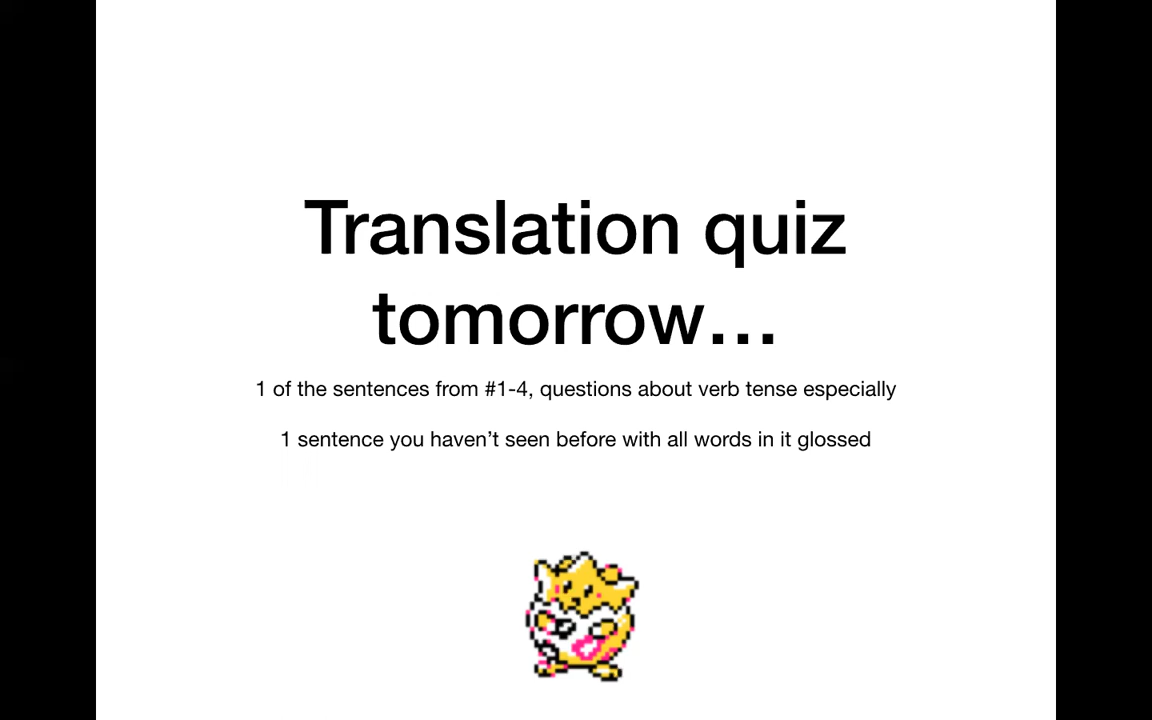 Translation quiz
tomorrow…
1 of the sentences from #1-4, questions about verb tense especially
1 sentence you haven’t seen before with all words in it glossed